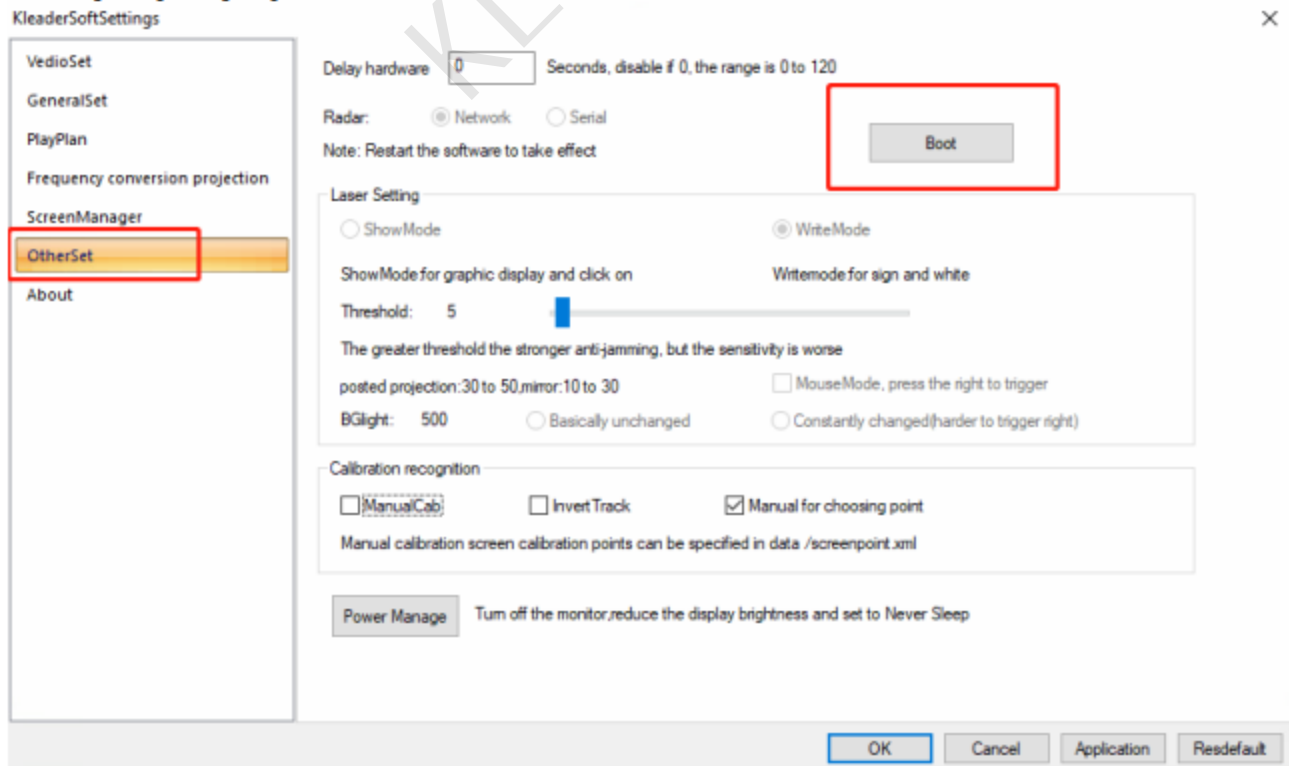 KleaderSoftSettings
VedioSet
GeneralSet
PlayPlan
Frequency conversion projection
ScreenManager
OtherSet
About
Delay hardware 0 Seconds, disable if 0, the range is 0 to 120
Radar: Network Serial
Note: Restart the software to take effect
Boot
Laser Setting
ShowMode WriteMode
ShowMode for graphic display and click on Writemode for sign and white
Threshold: 5
The greater threshold the stronger anti-jamming, but the sensitivity is worse
posted projection:30 to 50,mirror:10 to 30 MouseMode, press the right to trigger
BGlight: 500 Basically unchanged Constantly changed(harder to trigger right)
Calibration recognition
ManualCab InvertTrack Manual for choosing point
Manual calibration screen calibration points can be specified in data /screenpoint.xml
Power Manage Turn off the monitor,reduce the display brightness and set to Never Sleep
OK Cancel Application Resdefault